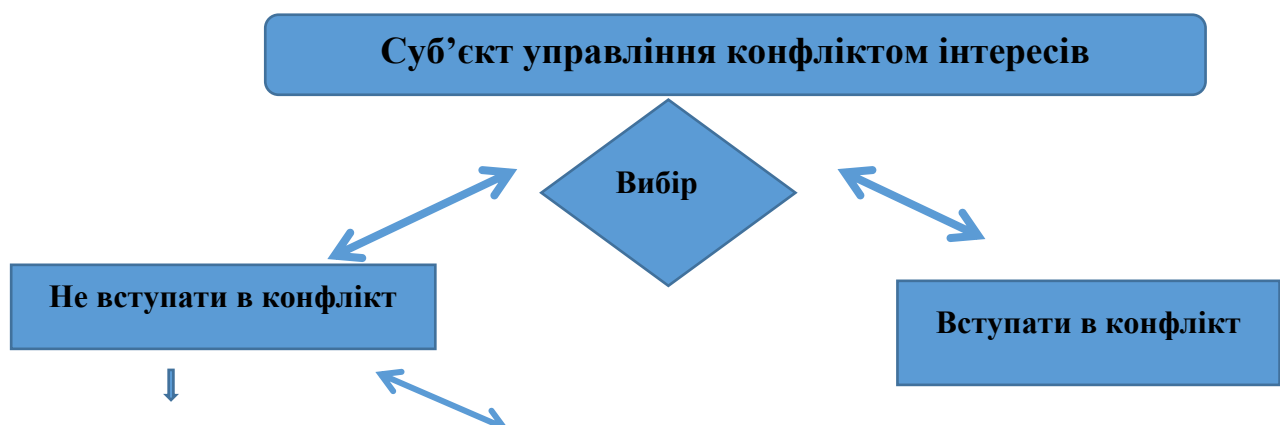 Суб’єкт управління конфліктом інтересів
Вибір
Не вступати в конфлікт
Вступати в конфлікт